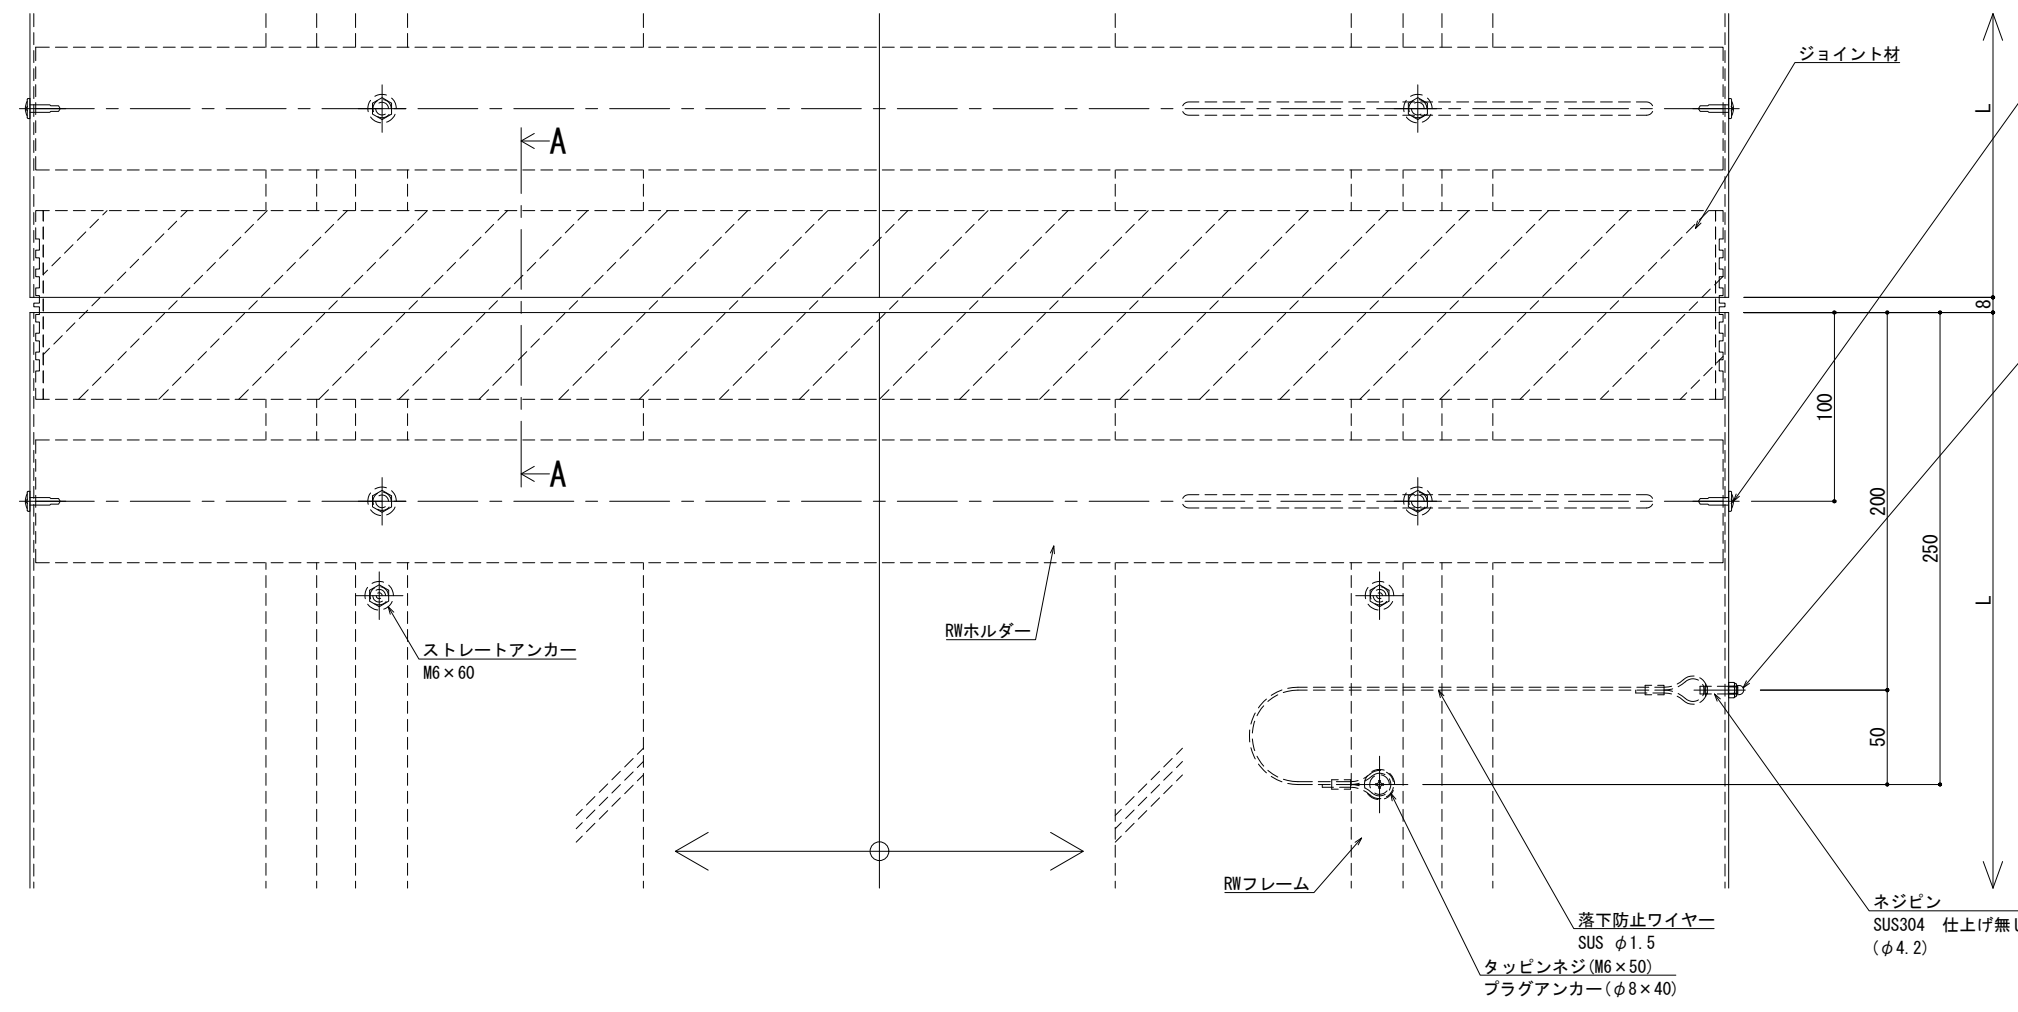 ジョイント材
L
A
8
100
A
200
250
L
RWホルダー
ストレートアンカー
M6×60
50
RWフレーム
ネジピン
SUS304 仕上げ無し
(φ4.2)
落下防止ワイヤー
SUS φ1.5
タッピンネジ(M6×50)
プラグアンカー(φ8×40)